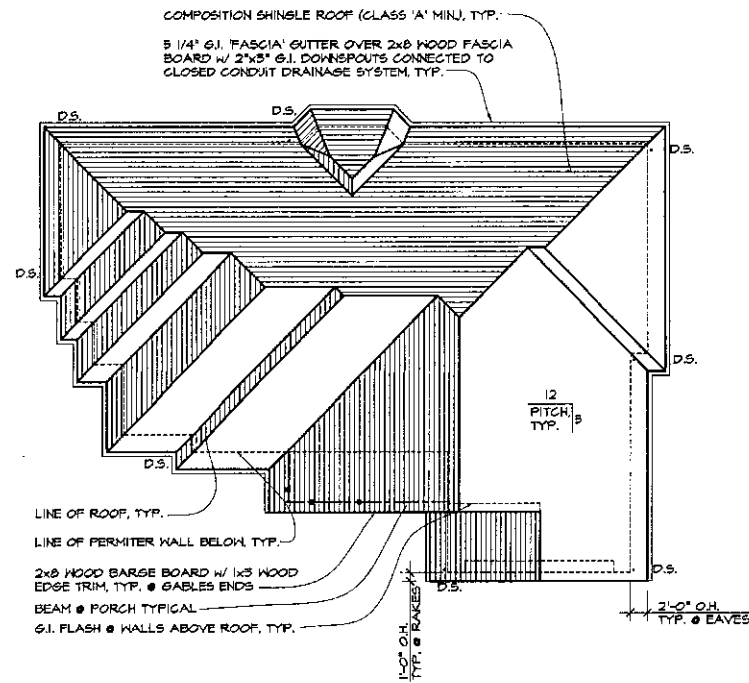 COMPOSITION SHINGLE ROOF (CLASS 'A' MIN.), TYP.
5 1/4" G.I. 'FASCIA' GUTTER OVER 2x8 WOOD FASCIA
BOARD w/ 2"x3" G.I. DOWNSPOUTS CONNECTED TO
CLOSED CONDUIT DRAINAGE SYSTEM, TYP.
D.S.
D.S.
D.S.
D.S.
D.S.
12
PITCH,
TYP.
5
D.S.
LINE OF ROOF, TYP.
LINE OF PERMITER WALL BELOW, TYP.
2x8 WOOD BARGE BOARD w/ 1x3 WOOD
EDGE TRIM, TYP. @ GABLES ENDS
BEAM @ PORCH TYPICAL
G.I. FLASH @ WALLS ABOVE ROOF, TYP.
D.S.
D.S.
1'-0" O.H.
TYP. @ RAKES
2'-0" O.H.
TYP. @ EAVES